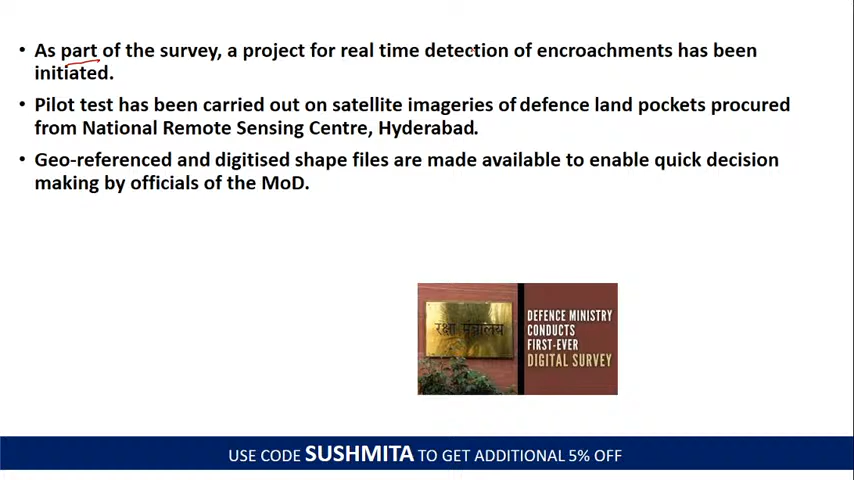 • As part of the survey, a project for real time detection of encroachments has been
initiated.
• Pilot test has been carried out on satellite imageries of defence land pockets procured
from National Remote Sensing Centre, Hyderabad.
• Geo-referenced and digitised shape files are made available to enable quick decision
making by officials of the MoD.
रक्षा मंत्रालय
DEFENCE MINISTRY
CONDUCTS
FIRST-EVER
DIGITAL SURVEY
USE CODE SUSHMITA TO GET ADDITIONAL 5% OFF